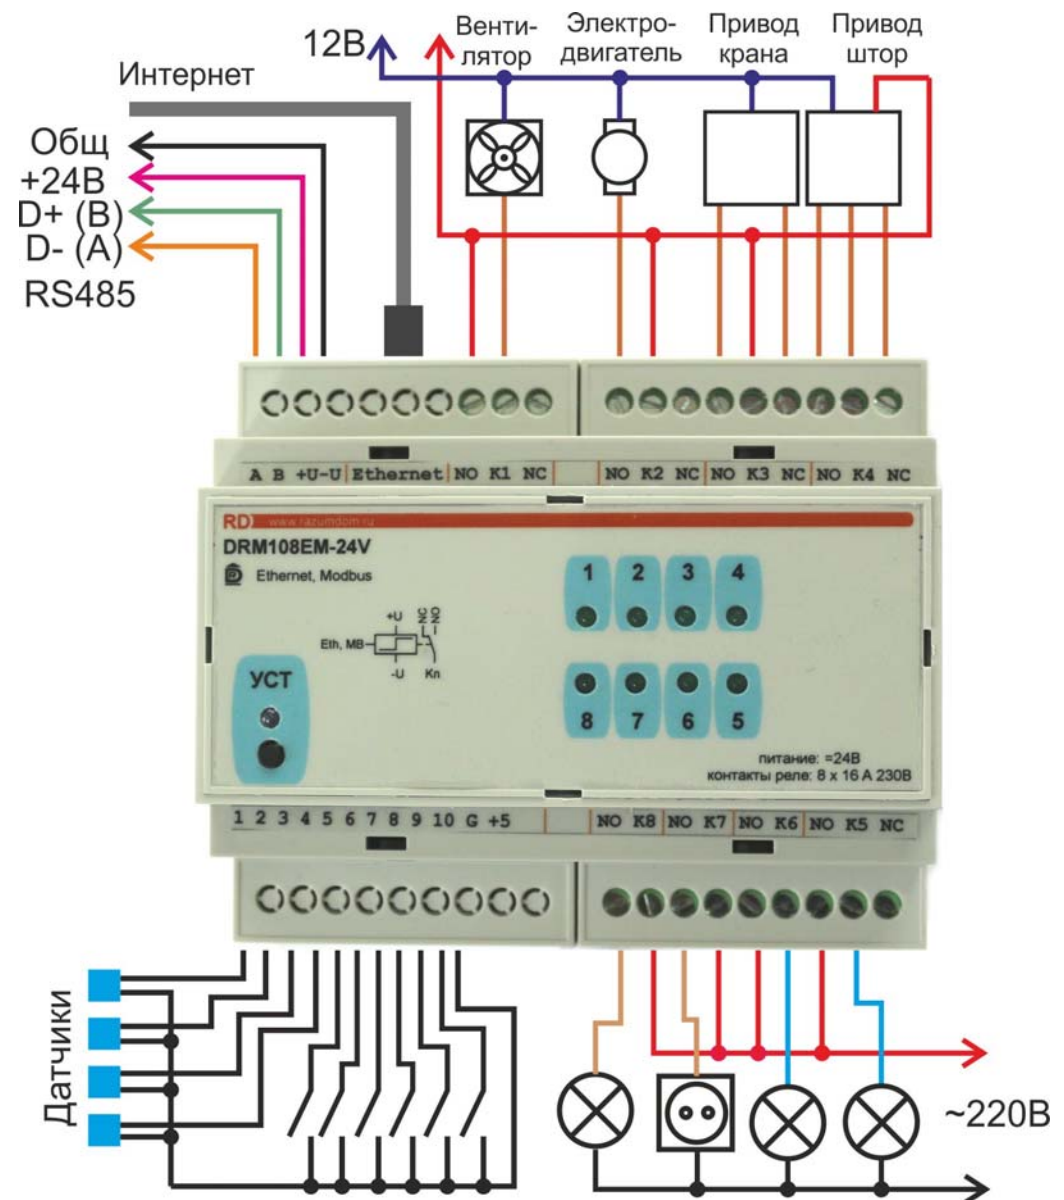 12В
Венти-
лятор
Электро-
двигатель
Привод
крана
Привод
штор
Интернет
Общ
+24В
D+ (B)
D- (A)
RS485
A B +U-U Ethernet NO K1 NC NO K2 NC NO K3 NC NO K4 NC
RD www.razumdom.ru
DRM108EM-24V
Ethernet, Modbus
1 2 3 4
+U NC NO
Eth, MB
-U Kn
УСТ
8 7 6 5
питание: =24В
контакты реле: 8 x 16 А 230В
1 2 3 4 5 6 7 8 9 10 G +5 NO K8 NO K7 NO K6 NO K5 NC
Датчики
~220В